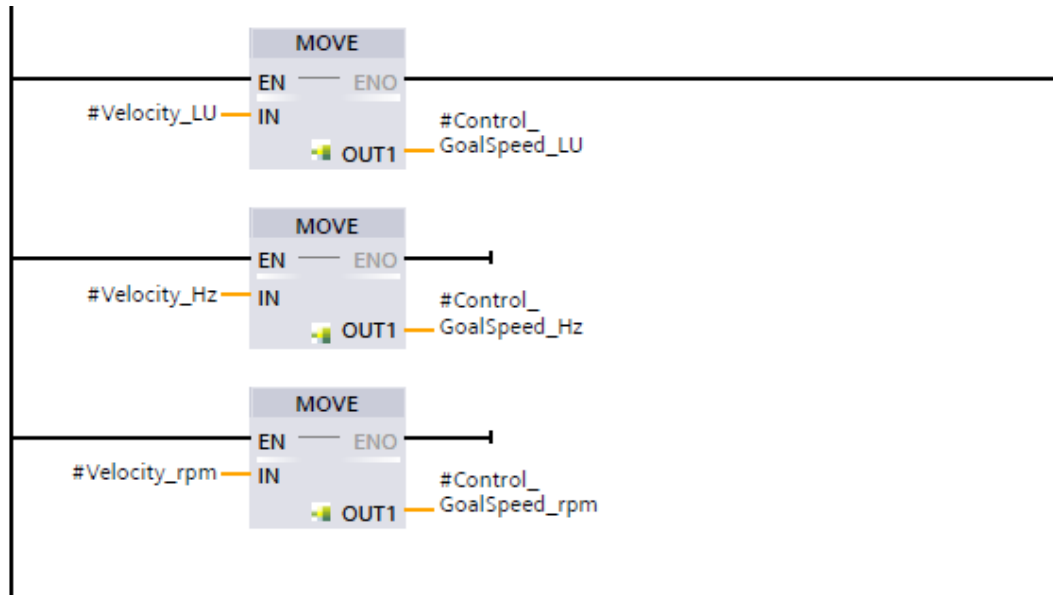 MOVE
EN ENO
#Velocity_LU IN
#Control_
OUT1 GoalSpeed_LU
MOVE
EN ENO
#Velocity_Hz IN
#Control_
OUT1 GoalSpeed_Hz
MOVE
EN ENO
#Velocity_rpm IN
#Control_
OUT1 GoalSpeed_rpm